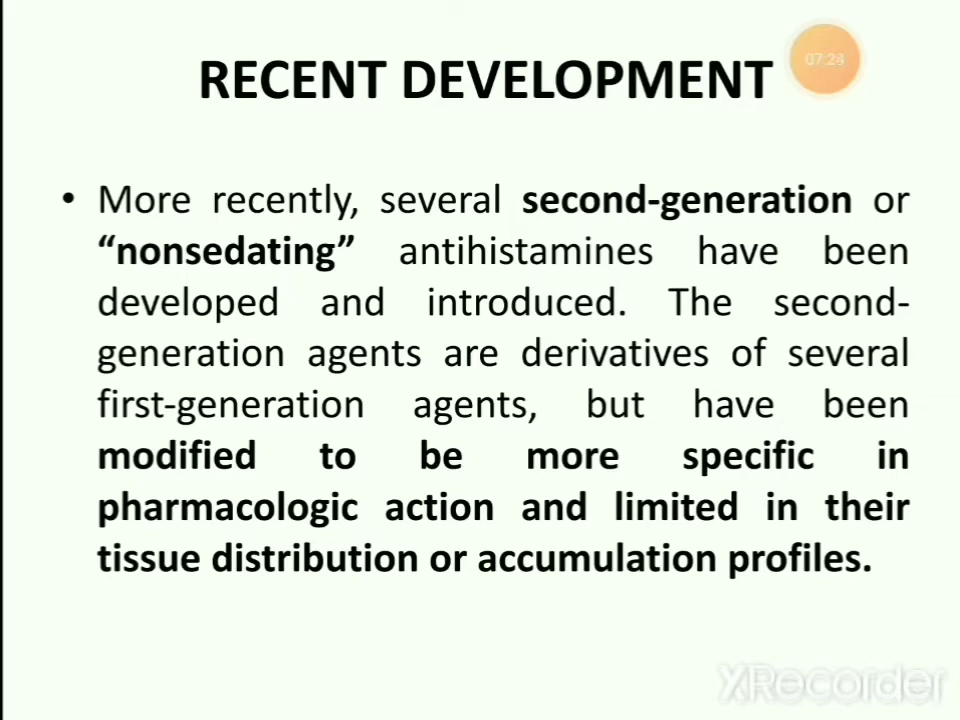 RECENT DEVELOPMENT
07:24
• More recently, several second-generation or
“nonsedating” antihistamines have been
developed and introduced. The second-
generation agents are derivatives of several
first-generation agents, but have been
modified to be more specific in
pharmacologic action and limited in their
tissue distribution or accumulation profiles.
XRecorder